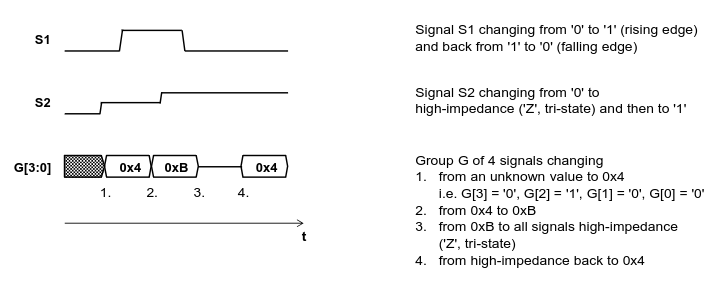 S1
Signal S1 changing from '0' to '1' (rising edge)
and back from '1' to '0' (falling edge)
S2
Signal S2 changing from '0' to
high-impedance ('Z', tri-state) and then to '1'
G[3:0]
0x4
0xB
0x4
1.
2.
3.
4.
t
Group G of 4 signals changing
1. from an unknown value to 0x4
i.e. G[3] = '0', G[2] = '1', G[1] = '0', G[0] = '0'
2. from 0x4 to 0xB
3. from 0xB to all signals high-impedance
('Z', tri-state)
4. from high-impedance back to 0x4